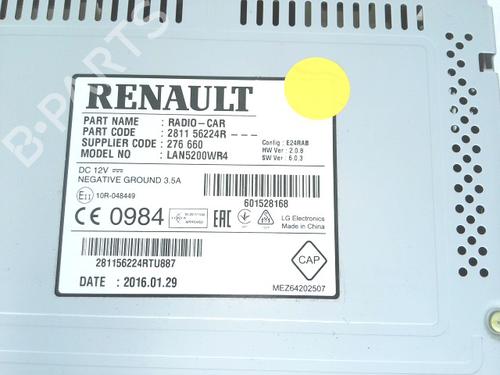 B-PARTS
RENAULT
PART NAME : RADIO-CAR
PART CODE : 2811 56224R - - -
SUPPLIER CODE : 276 660
MODEL NO : LAN5200WR4
Config : E24RAB
HW Ver : 2.0.8
SW Ver : 6.0.3
DC 12V
NEGATIVE GROUND 3.5A
E11 10R-048449
601528168
CE 0984
LG Electronics
Made in China
281156224RTU887
DATE : 2016.01.29
CAP
MEZ64202507